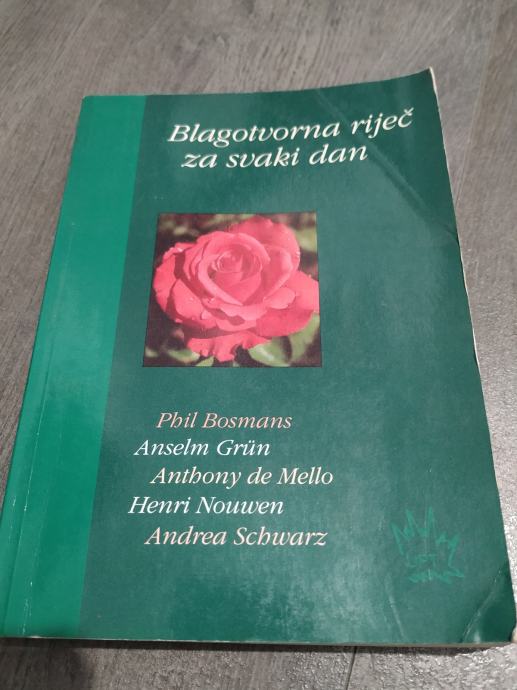 Blagotvorna riječ
za svaki dan
Phil Bosmans
Anselm Grün
Anthony de Mello
Henri Nouwen
Andrea Schwarz